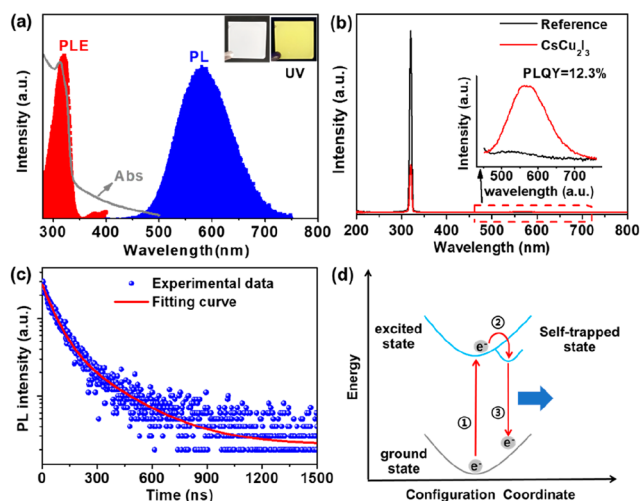 (a)
PLE
PL
UV
Abs
Intensity (a.u.)
300 400 500 600 700 800
Wavelength(nm)
(b)
Reference
CsCu₂I₃
PLQY=12.3%
Intensity (a.u.)
500 600 700
wavelength (a.u.)
Intensity (a.u.)
200 300 400 500 600 700 800
Wavelength (nm)
(c)
Experimental data
Fitting curve
PL intensity (a.u.)
0 300 600 900 1200 1500
Time (ns)
(d)
Energy
excited
state
②
e⁻
Self-trapped
state
①
③
e⁻
ground
state
e⁻
Configuration Coordinate